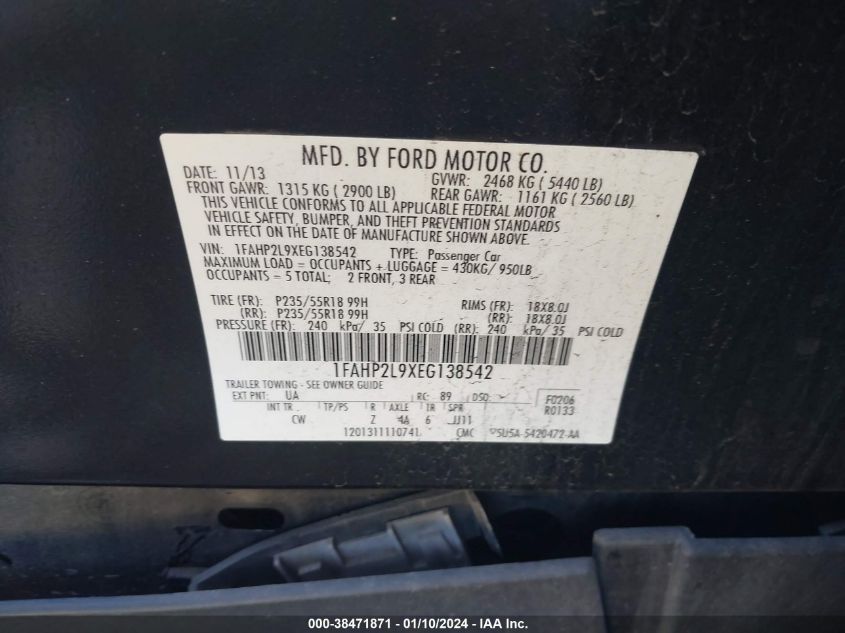 MFD. BY FORD MOTOR CO.
DATE: 11/13 GVWR: 2468 KG ( 5440 LB)
FRONT GAWR: 1315 KG ( 2900 LB) REAR GAWR: 1161 KG ( 2560 LB)
THIS VEHICLE CONFORMS TO ALL APPLICABLE FEDERAL MOTOR
VEHICLE SAFETY, BUMPER, AND THEFT PREVENTION STANDARDS
IN EFFECT ON THE DATE OF MANUFACTURE SHOWN ABOVE.
VIN: 1FAHP2L9XEG138542 TYPE: Passenger Car
MAXIMUM LOAD = OCCUPANTS + LUGGAGE = 430KG/ 950LB
OCCUPANTS = 5 TOTAL; 2 FRONT, 3 REAR
TIRE (FR): P235/55R18 99H RIMS (FR): 18X8.0J
(RR): P235/55R18 99H (RR): 18X8.0J
PRESSURE (FR): 240 kPa/ 35 PSI COLD (RR): 240 kPa/ 35 PSI COLD
1FAHP2L9XEG138542
TRAILER TOWING - SEE OWNER GUIDE
EXT PNT: UA RC: 89 DSO: F0206
R0133
INT TR TP/PS R AXLE TR SPR
CW Z 4A 6 JJ11
1201311110741 CMC 5U5A-5420472-AA
000-38471871 - 01/10/2024 - IAA Inc.